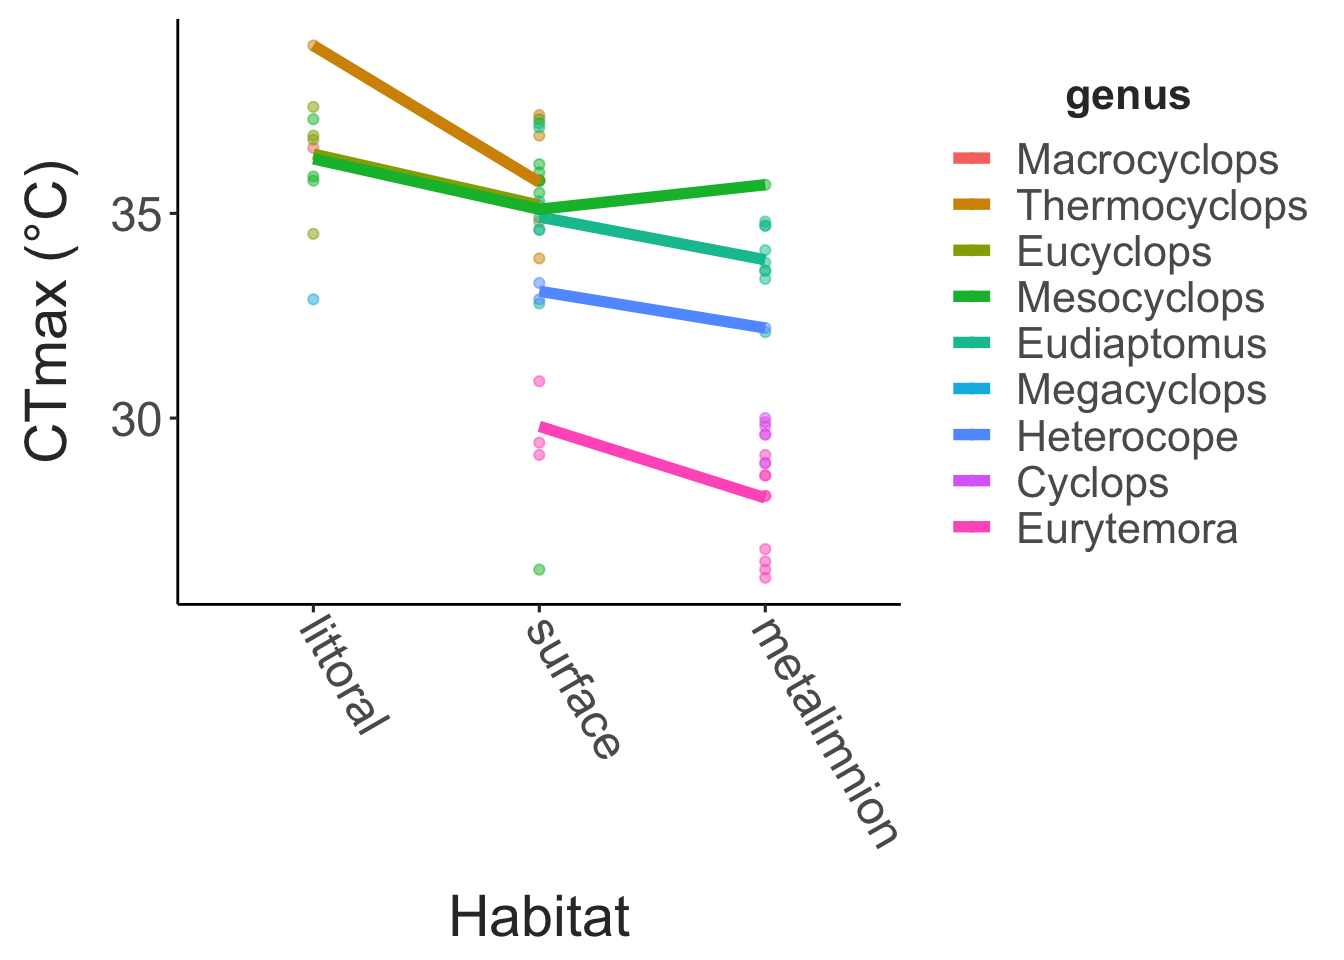 CTmax (°C)
35
30
littoral
surface
metalimnion
Habitat
genus
Macrocyclops
Thermocyclops
Eucyclops
Mesocyclops
Eudiaptomus
Megacyclops
Heterocope
Cyclops
Eurytemora